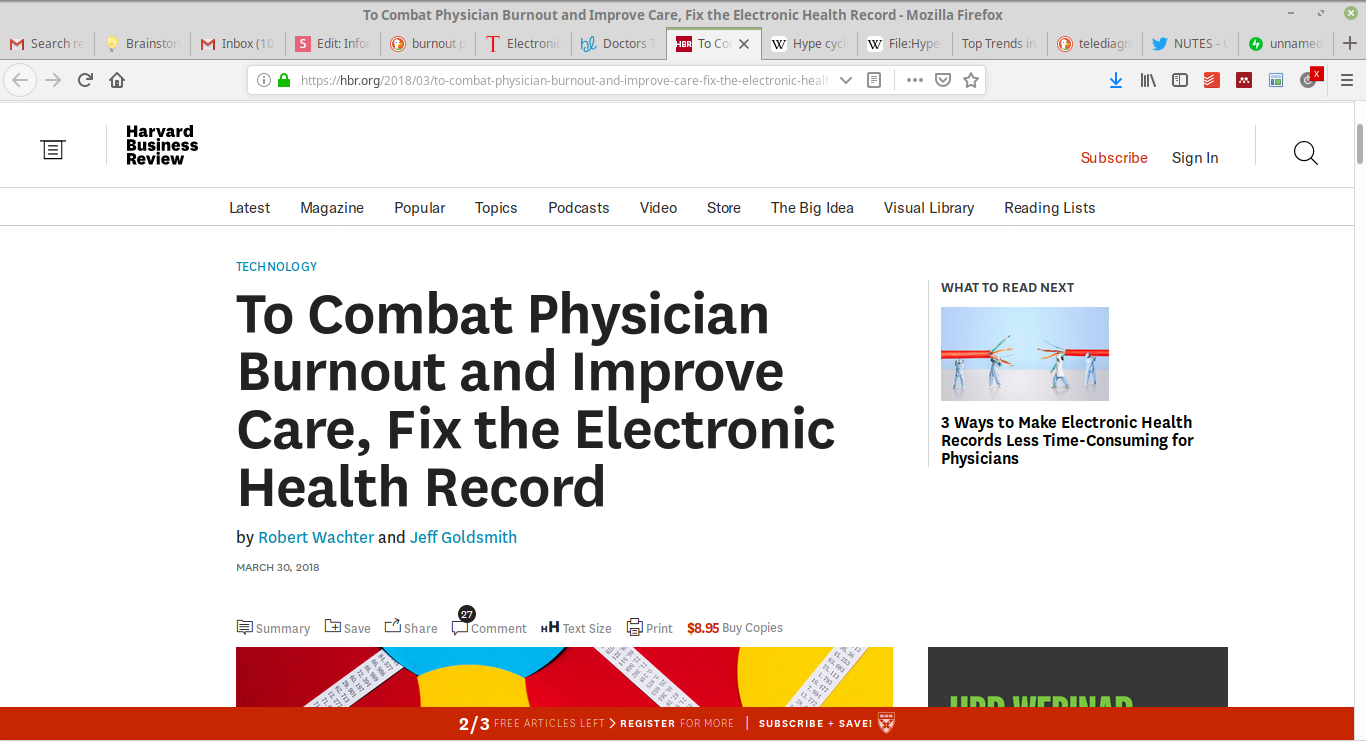 To Combat Physician Burnout and Improve Care, Fix the Electronic Health Record - Mozilla Firefox
Search re
Brainstor
Inbox (10
Edit: Infor
burnout p
Electronic
Doctors T
To Co
Hype cycl
File:Hype
Top Trends in
telediagn
NUTES - U
unnamed
https://hbr.org/2018/03/to-combat-physician-burnout-and-improve-care-fix-the-electronic-healt
Harvard
Business
Review
Subscribe Sign In
Latest Magazine Popular Topics Podcasts Video Store The Big Idea Visual Library Reading Lists
TECHNOLOGY
To Combat Physician
Burnout and Improve
Care, Fix the Electronic
Health Record
by Robert Wachter and Jeff Goldsmith
MARCH 30, 2018
WHAT TO READ NEXT
3 Ways to Make Electronic Health
Records Less Time-Consuming for
Physicians
27
Summary Save Share Comment Text Size Print $8.95 Buy Copies
HBR WEBINAR
2/3 FREE ARTICLES LEFT > REGISTER FOR MORE | SUBSCRIBE + SAVE!